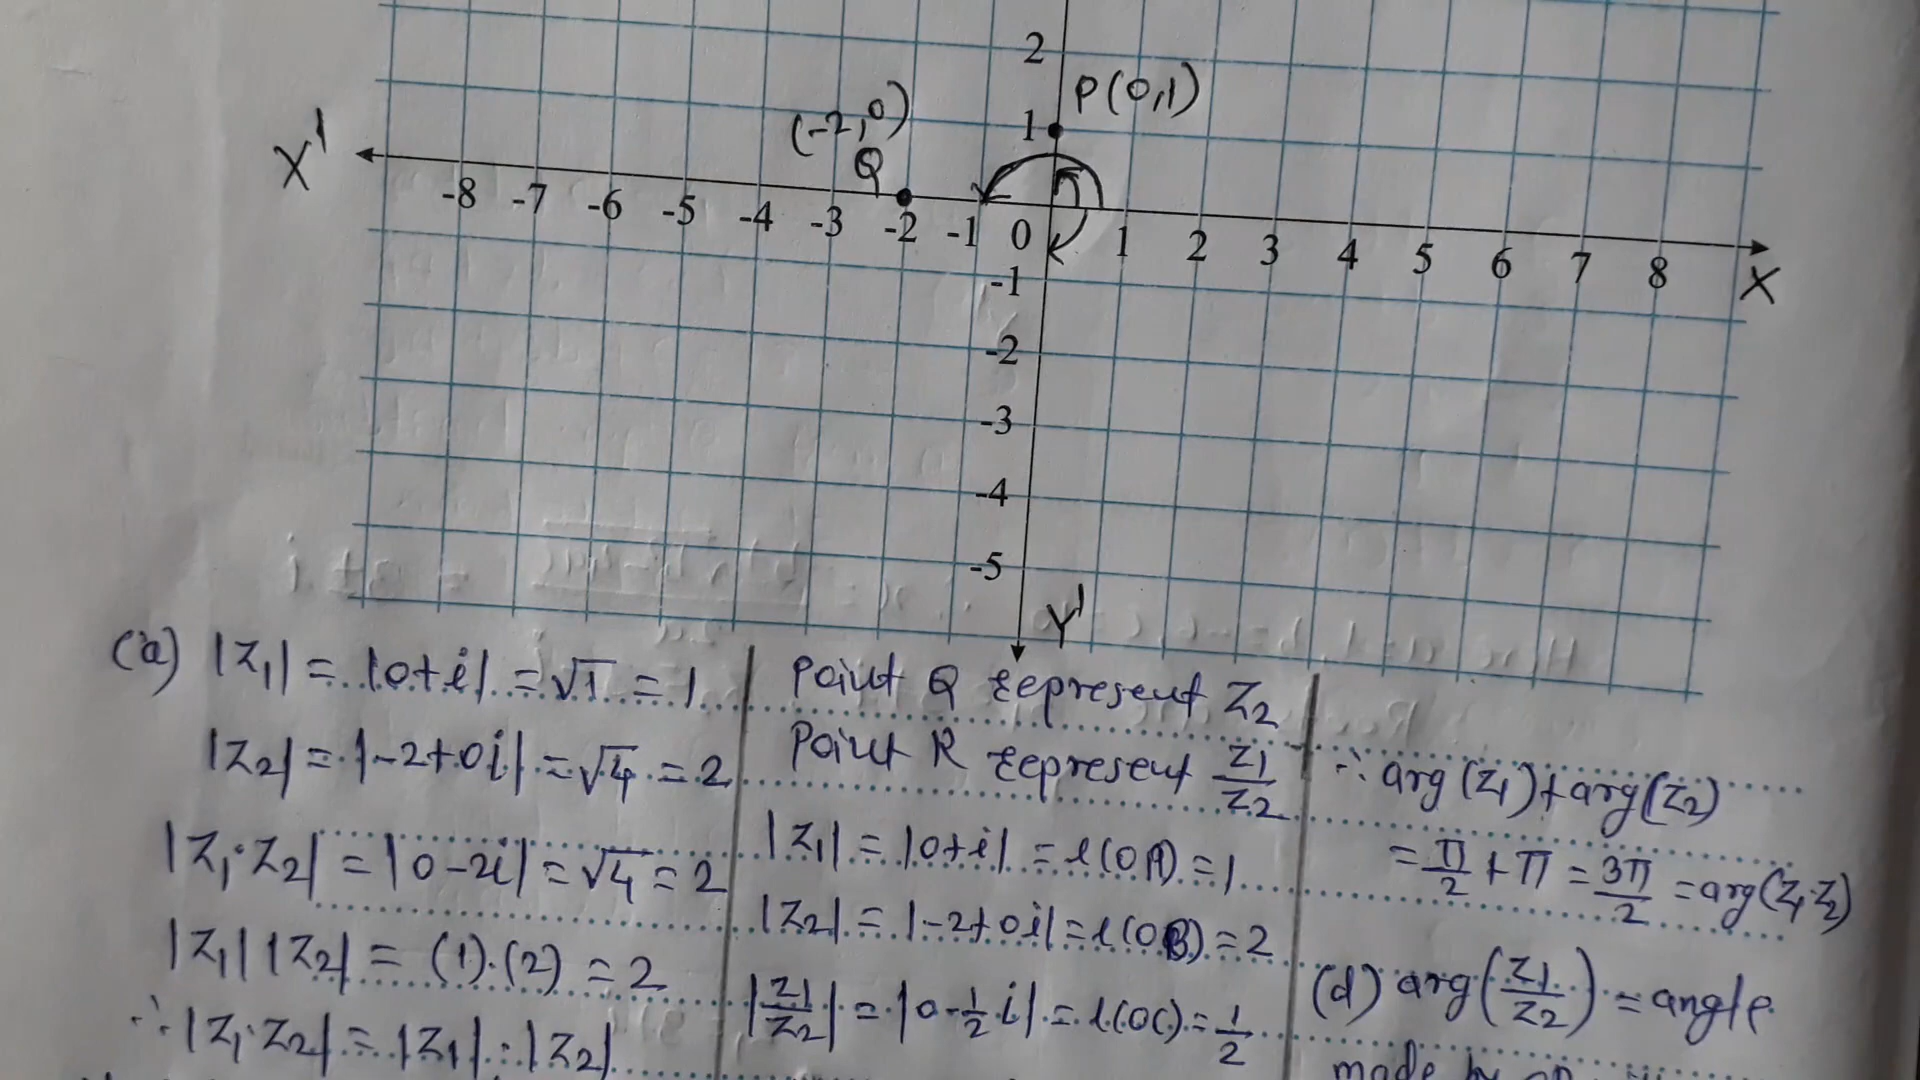 2
P(0,1)
1
(-2,0)
Q
X'
-8 -7 -6 -5 -4 -3 -2 -1 0 1 2 3 4 5 6 7 8
X
-1
-2
-3
-4
-5
Y'
(a) |z₁| = |0+i| = √1 = 1
|z₂| = |-2+0i| = √4 = 2
|z₁·z₂| = |0-2i| = √4 = 2
|z₁| |z₂| = (1)·(2) = 2
∴ |z₁·z₂| = |z₁|·|z₂|
Point Q represent z₂
Point R represent z₁/z₂
|z₁| = |0+i| = l(OA) = 1
|z₂| = |-2+0i| = l(OB) = 2
|z₁/z₂| = |0-1/2 i| = l(OC) = 1/2
∴ arg(z₁)+arg(z₂)
= π/2 + π = 3π/2 = arg(z₁·z₂)
(d) arg(z₁/z₂) = angle
made by